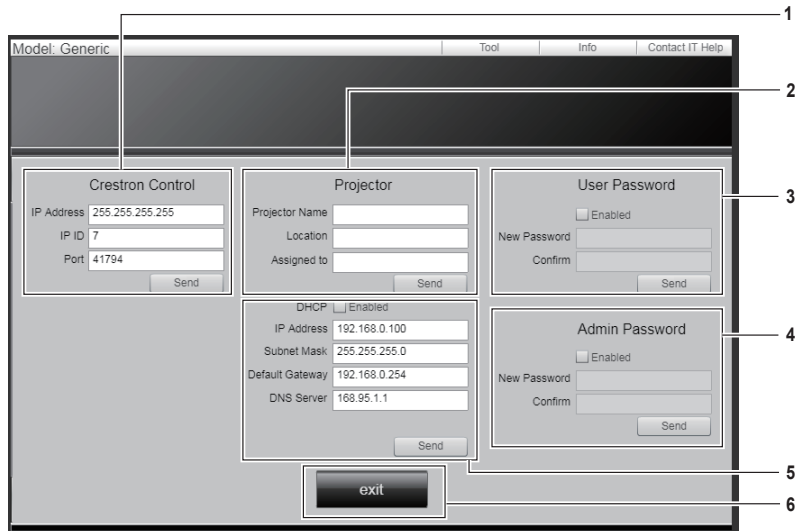 1
Model: Generic
Tool
Info
Contact IT Help
2
Crestron Control
IP Address 255.255.255.255
IP ID 7
Port 41794
Send
Projector
Projector Name
Location
Assigned to
Send
User Password
Enabled
New Password
Confirm
Send
3
DHCP Enabled
IP Address 192.168.0.100
Subnet Mask 255.255.255.0
Default Gateway 192.168.0.254
DNS Server 168.95.1.1
Send
Admin Password
Enabled
New Password
Confirm
Send
4
5
exit
6